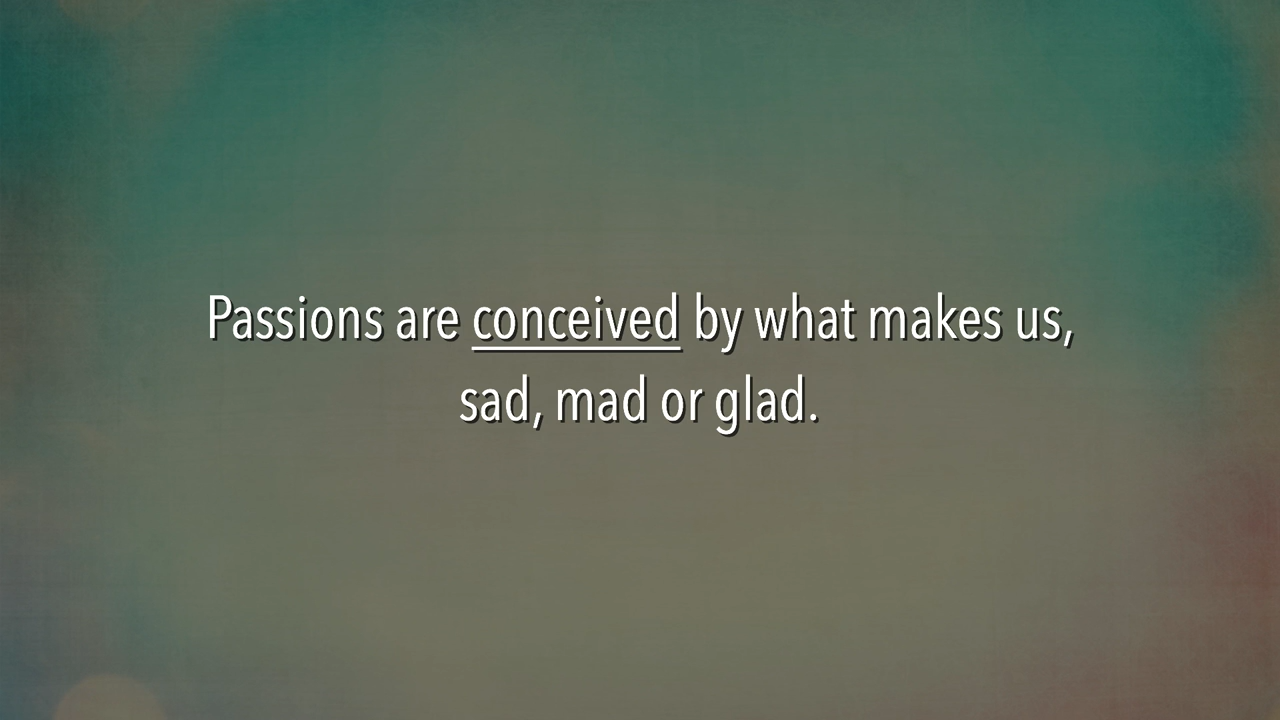 Passions are conceived by what makes us,
sad, mad or glad.